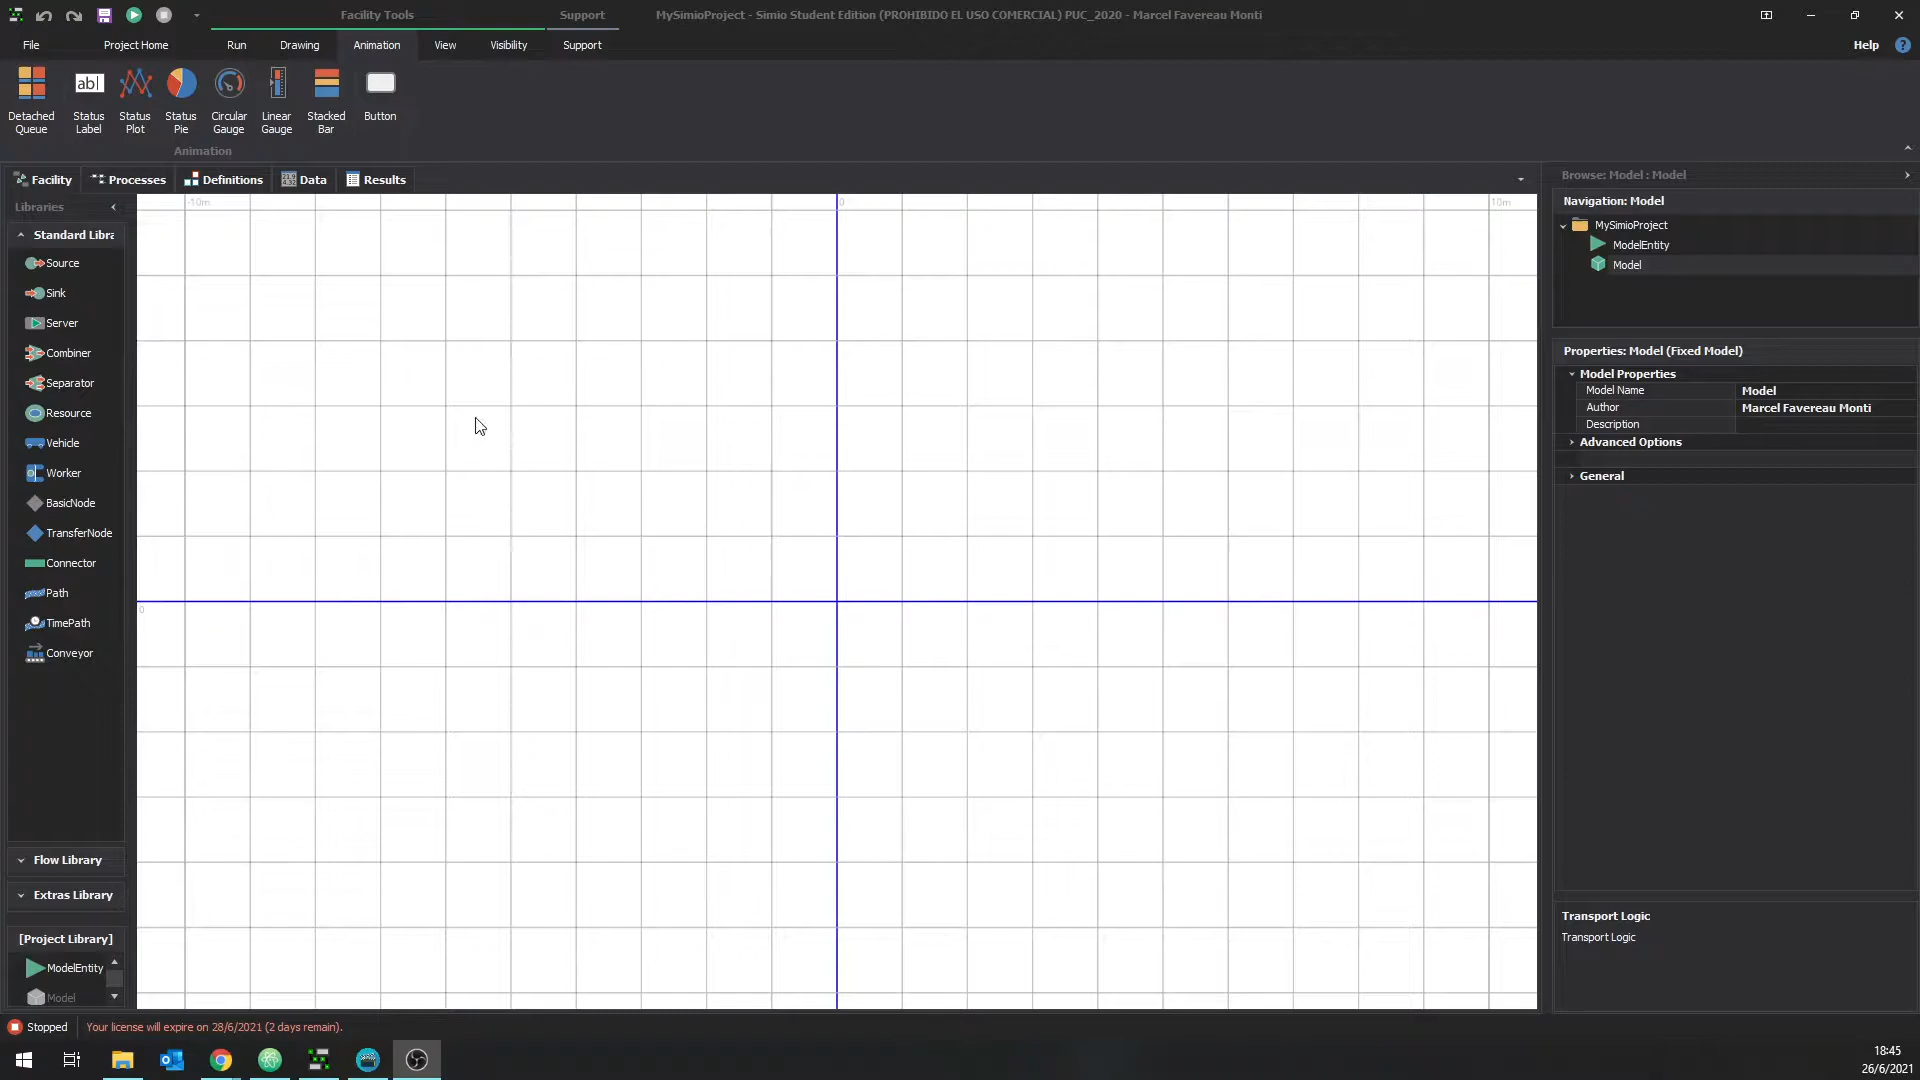 Facility Tools
Support
MySimioProject - Simio Student Edition (PROHIBIDO EL USO COMERCIAL) PUC_2020 - Marcel Favereau Monti
File
Project Home
Run
Drawing
Animation
View
Visibility
Support
Help
?
abl
Detached Queue
Status Label
Status Plot
Status Pie
Circular Gauge
Linear Gauge
Stacked Bar
Button
Animation
Facility
Processes
Definitions
Data
Results
Libraries
Standard Libra
Source
Sink
Server
Combiner
Separator
Resource
Vehicle
Worker
BasicNode
TransferNode
Connector
Path
TimePath
Conveyor
Flow Library
Extras Library
[Project Library]
ModelEntity
Model
-10m
0
10m
0
Browse: Model : Model
Navigation: Model
MySimioProject
ModelEntity
Model
Properties: Model (Fixed Model)
Model Properties
Model Name Model
Author Marcel Favereau Monti
Description
Advanced Options
General
Transport Logic
Transport Logic
Stopped
Your license will expire on 28/6/2021 (2 days remain).
18:45
26/6/2021